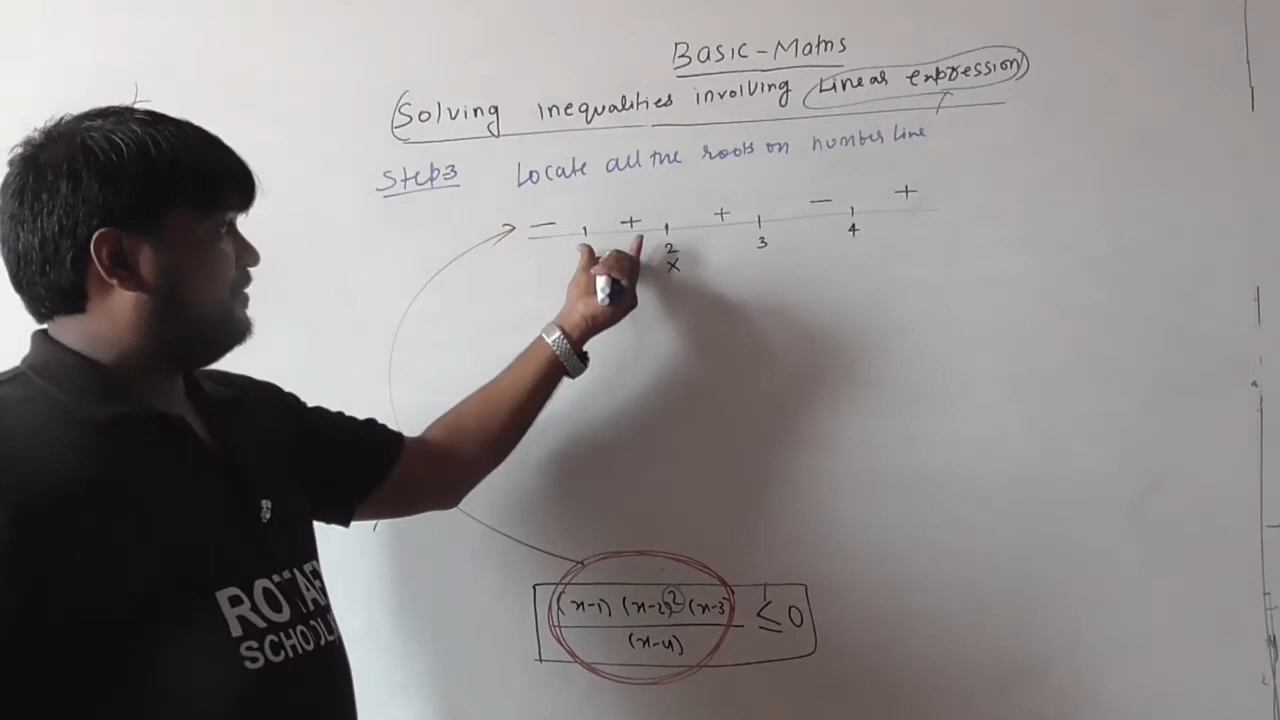 Basic-Maths
(Solving inequalities involving (Linear expression)
Step3 Locate all the roots on number line
— + + — +
2 3 4
x
(x-1) (x-2)² (x-3)
(x-4)
≤ 0
SCHOOL